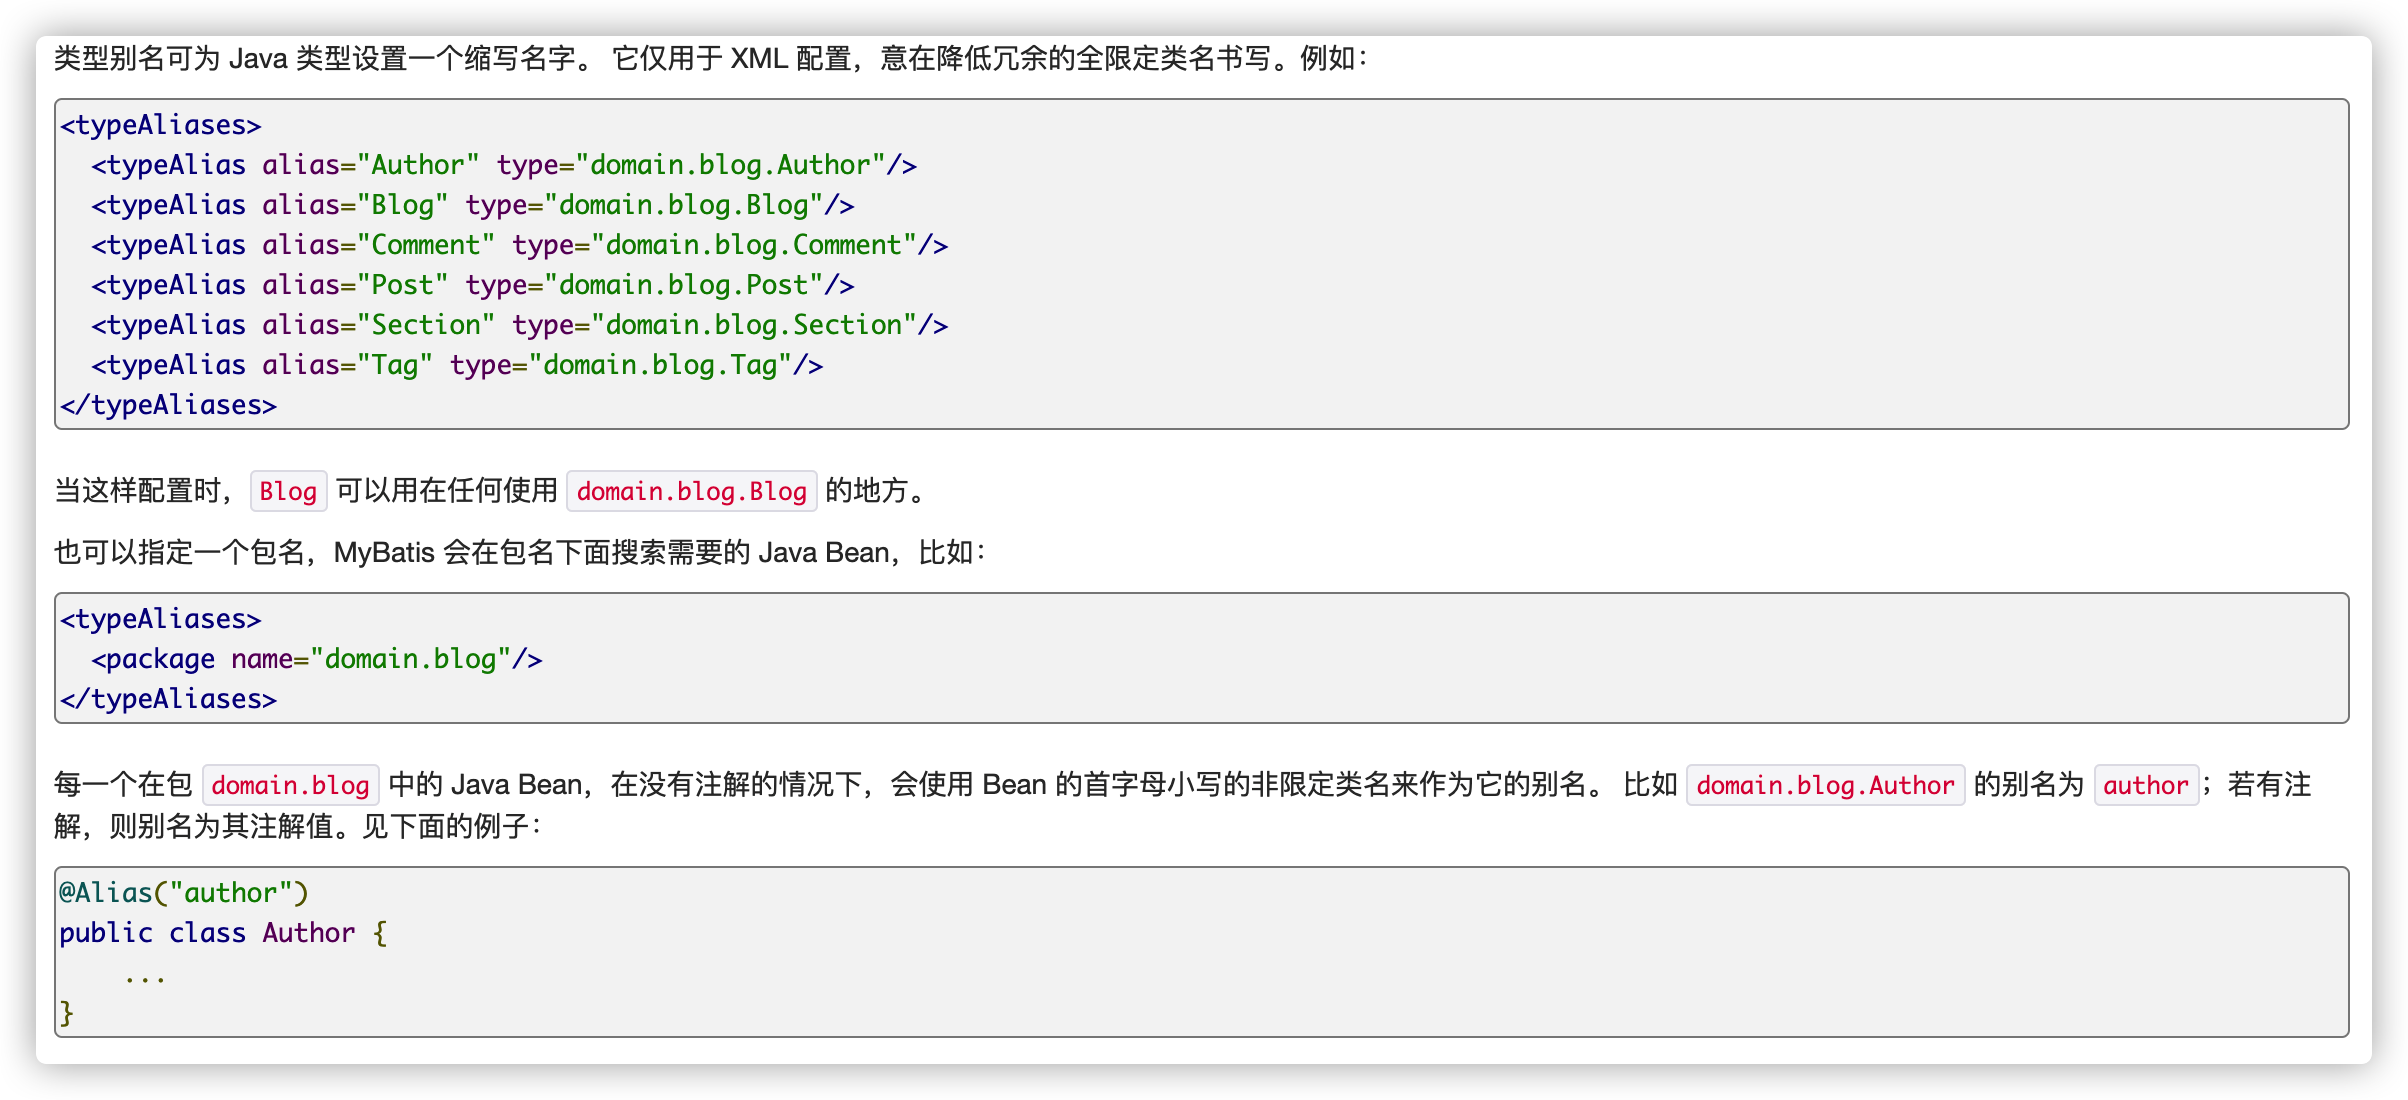 类型别名可为 Java 类型设置一个缩写名字。 它仅用于 XML 配置，意在降低冗余的全限定类名书写。例如：
<typeAliases>
  <typeAlias alias="Author" type="domain.blog.Author"/>
  <typeAlias alias="Blog" type="domain.blog.Blog"/>
  <typeAlias alias="Comment" type="domain.blog.Comment"/>
  <typeAlias alias="Post" type="domain.blog.Post"/>
  <typeAlias alias="Section" type="domain.blog.Section"/>
  <typeAlias alias="Tag" type="domain.blog.Tag"/>
</typeAliases>
当这样配置时， Blog 可以用在任何使用 domain.blog.Blog 的地方。
也可以指定一个包名，MyBatis 会在包名下面搜索需要的 Java Bean，比如：
<typeAliases>
  <package name="domain.blog"/>
</typeAliases>
每一个在包 domain.blog 中的 Java Bean，在没有注解的情况下，会使用 Bean 的首字母小写的非限定类名来作为它的别名。 比如 domain.blog.Author 的别名为 author；若有注
解，则别名为其注解值。见下面的例子：
@Alias("author")
public class Author {
    ...
}